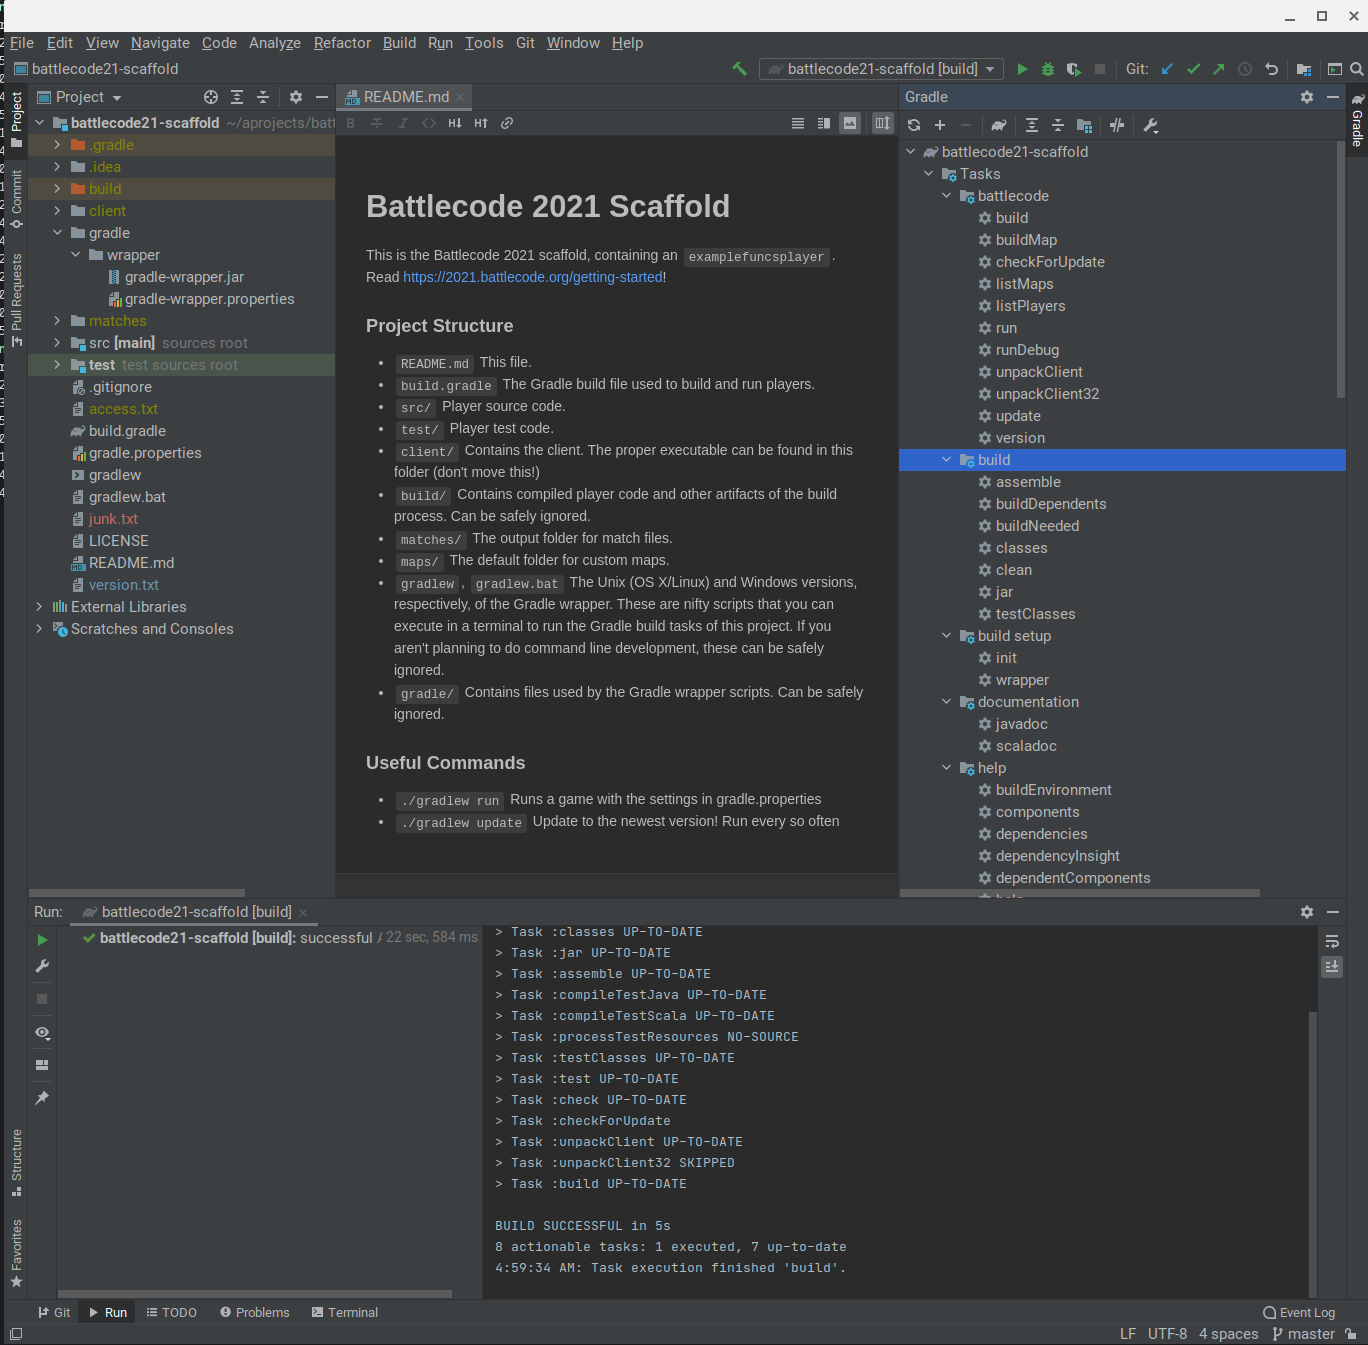 File Edit View Navigate Code Analyze Refactor Build Run Tools Git Window Help
battlecode21-scaffold
battlecode21-scaffold [build]
Git:
Project
Commit
Pull Requests
Structure
Favorites
Project
battlecode21-scaffold ~/aprojects/batt
.gradle
.idea
build
client
gradle
wrapper
gradle-wrapper.jar
gradle-wrapper.properties
matches
src [main] sources root
test test sources root
.gitignore
access.txt
build.gradle
gradle.properties
gradlew
gradlew.bat
junk.txt
LICENSE
README.md
version.txt
External Libraries
Scratches and Consoles
README.md
B I <> H↓ H↑
Battlecode 2021 Scaffold
This is the Battlecode 2021 scaffold, containing an examplefuncsplayer.
Read https://2021.battlecode.org/getting-started!
Project Structure
• README.md This file.
• build.gradle The Gradle build file used to build and run players.
• src/ Player source code.
• test/ Player test code.
• client/ Contains the client. The proper executable can be found in this
folder (don't move this!)
• build/ Contains compiled player code and other artifacts of the build
process. Can be safely ignored.
• matches/ The output folder for match files.
• maps/ The default folder for custom maps.
• gradlew, gradlew.bat The Unix (OS X/Linux) and Windows versions,
respectively, of the Gradle wrapper. These are nifty scripts that you can
execute in a terminal to run the Gradle build tasks of this project. If you
aren't planning to do command line development, these can be safely
ignored.
• gradle/ Contains files used by the Gradle wrapper scripts. Can be safely
ignored.
Useful Commands
• ./gradlew run Runs a game with the settings in gradle.properties
• ./gradlew update Update to the newest version! Run every so often
Gradle
Gradle
battlecode21-scaffold
Tasks
battlecode
build
buildMap
checkForUpdate
listMaps
listPlayers
run
runDebug
unpackClient
unpackClient32
update
version
build
assemble
buildDependents
buildNeeded
classes
clean
jar
testClasses
build setup
init
wrapper
documentation
javadoc
scaladoc
help
buildEnvironment
components
dependencies
dependencyInsight
dependentComponents
Run: battlecode21-scaffold [build]
battlecode21-scaffold [build]: successful 22 sec, 584 ms
> Task :classes UP-TO-DATE
> Task :jar UP-TO-DATE
> Task :assemble UP-TO-DATE
> Task :compileTestJava UP-TO-DATE
> Task :compileTestScala UP-TO-DATE
> Task :processTestResources NO-SOURCE
> Task :testClasses UP-TO-DATE
> Task :test UP-TO-DATE
> Task :check UP-TO-DATE
> Task :checkForUpdate
> Task :unpackClient UP-TO-DATE
> Task :unpackClient32 SKIPPED
> Task :build UP-TO-DATE
BUILD SUCCESSFUL in 5s
8 actionable tasks: 1 executed, 7 up-to-date
4:59:34 AM: Task execution finished 'build'.
Git Run TODO Problems Terminal Event Log
LF UTF-8 4 spaces master